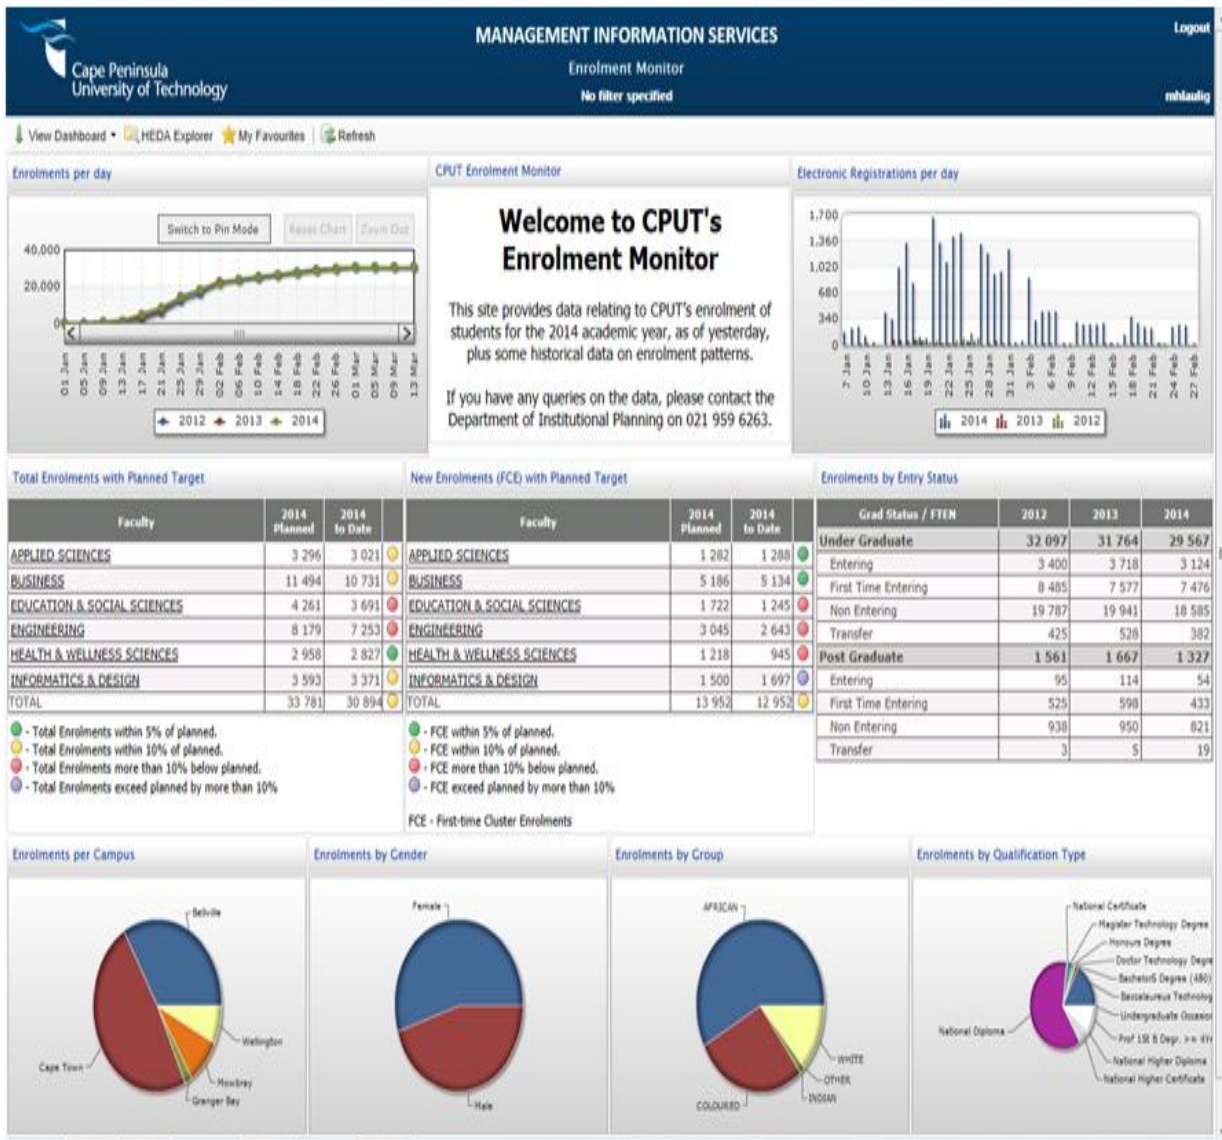 MANAGEMENT INFORMATION SERVICES
Logout
Cape Peninsula
University of Technology
Enrolment Monitor
No filter specified
mhlaulig
View Dashboard HEDA Explorer My Favourites Refresh
Enrolments per day
Switch to Pin Mode Reset Chart Zoom Out
40.000
20.000
0
01 Jan 05 Jan 09 Jan 13 Jan 17 Jan 21 Jan 25 Jan 29 Jan 02 Feb 06 Feb 10 Feb 14 Feb 18 Feb 22 Feb 26 Feb 01 Mar 05 Mar 09 Mar 13 Mar
2012 2013 2014
CPUT Enrolment Monitor
Welcome to CPUT's
Enrolment Monitor
This site provides data relating to CPUT's enrolment of
students for the 2014 academic year, as of yesterday,
plus some historical data on enrolment patterns.
If you have any queries on the data, please contact the
Department of Institutional Planning on 021 959 6263.
Electronic Registrations per day
1,700
1,360
1,020
680
340
0
7 Jan 10 Jan 13 Jan 16 Jan 19 Jan 22 Jan 25 Jan 28 Jan 31 Jan 3 Feb 6 Feb 9 Feb 12 Feb 15 Feb 18 Feb 21 Feb 24 Feb 27 Feb
2014 2013 2012
Total Enrolments with Planned Target
Faculty 2014 Planned 2014 to Date
APPLIED SCIENCES 3 296 3 021
BUSINESS 11 494 10 731
EDUCATION & SOCIAL SCIENCES 4 261 3 691
ENGINEERING 8 179 7 253
HEALTH & WELLNESS SCIENCES 2 958 2 827
INFORMATICS & DESIGN 3 593 3 371
TOTAL 33 781 30 894
- Total Enrolments within 5% of planned.
- Total Enrolments within 10% of planned.
- Total Enrolments more than 10% below planned.
- Total Enrolments exceed planned by more than 10%
New Enrolments (FCE) with Planned Target
Faculty 2014 Planned 2014 to Date
APPLIED SCIENCES 1 282 1 288
BUSINESS 5 186 5 134
EDUCATION & SOCIAL SCIENCES 1 722 1 245
ENGINEERING 3 045 2 643
HEALTH & WELLNESS SCIENCES 1 218 945
INFORMATICS & DESIGN 1 500 1 697
TOTAL 13 952 12 952
- FCE within 5% of planned.
- FCE within 10% of planned.
- FCE more than 10% below planned.
- FCE exceed planned by more than 10%
FCE - First-time Cluster Enrolments
Enrolments by Entry Status
Grad Status / FTEN 2012 2013 2014
Under Graduate 32 097 31 764 29 567
Entering 3 400 3 718 3 124
First Time Entering 8 485 7 577 7 476
Non Entering 19 787 19 941 18 585
Transfer 425 528 382
Post Graduate 1 561 1 667 1 327
Entering 95 114 54
First Time Entering 525 598 433
Non Entering 938 950 821
Transfer 3 5 19
Enrolments per Campus
Bellville
Wellington
Cape Town
Mowbray
Granger Bay
Enrolments by Gender
Female
Male
Enrolments by Group
AFRICAN
WHITE
OTHER
INDIAN
COLOURED
Enrolments by Qualification Type
National Certificate
Magister Technology Degree
Honours Degree
Doctor Technology Degre
BachelorS Degree (480)
Baccalaureus Technolog
Undergraduate Occasion
National Diploma
Prof 1St B Degr. >=
National Higher Diploma
National Higher Certificate